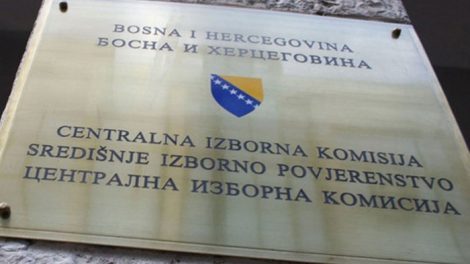 BOSNA I HERCEGOVINA
БОСНА И ХЕРЦЕГОВИНА
CENTRALNA IZBORNA KOMISIJA
SREDIŠNJE IZBORNO POVJERENSTVO
ЦЕНТРАЛНА ИЗБОРНА КОМИСИЈА